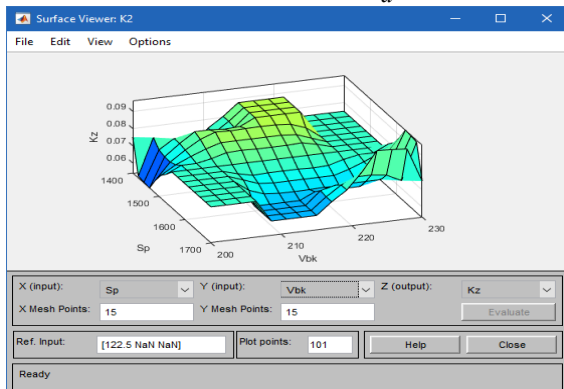 a
Surface Viewer: K2
File Edit View Options
0.09
0.08
0.07
0.06
Kz
1400
1500
1600
1700
Sp
200
210
220
230
Vbk
X (input): Sp Y (input): Vbk Z (output): Kz
X Mesh Points: 15 Y Mesh Points: 15 Evaluate
Ref. Input: [122.5 NaN NaN] Plot points: 101 Help Close
Ready